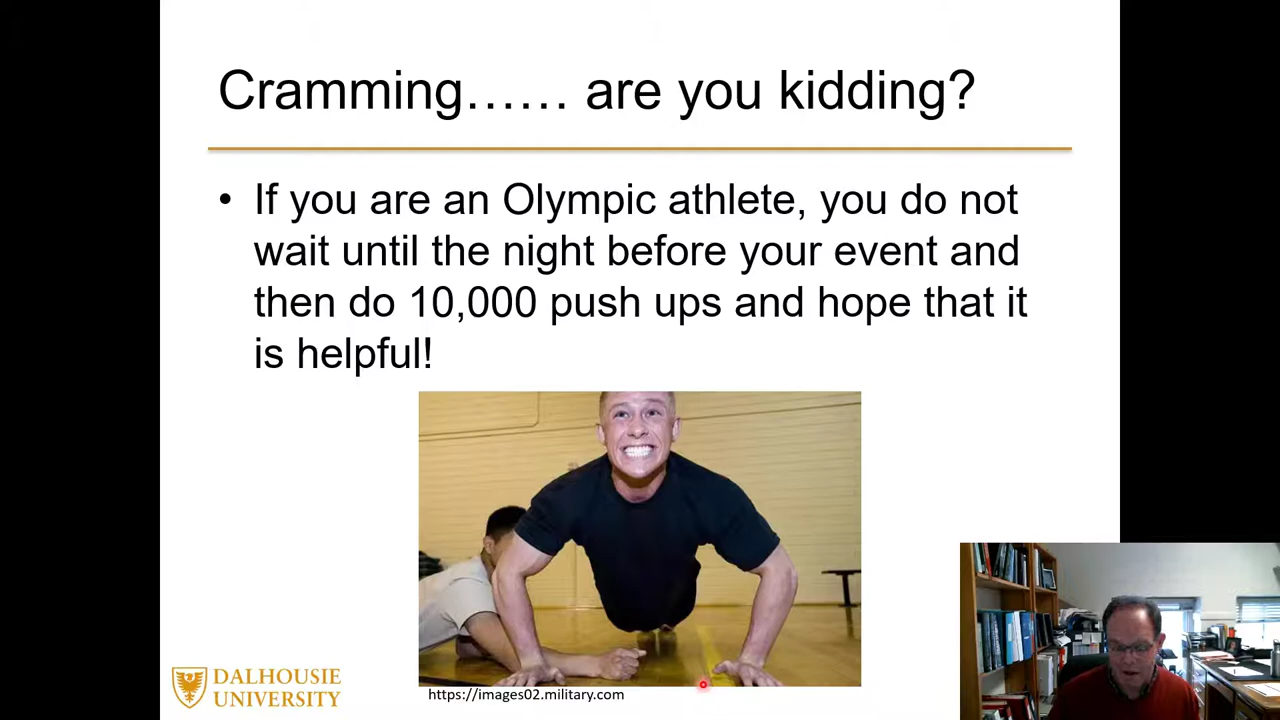 Cramming…… are you kidding?
• If you are an Olympic athlete, you do not
wait until the night before your event and
then do 10,000 push ups and hope that it
is helpful!
https://images02.military.com
DALHOUSIE
UNIVERSITY